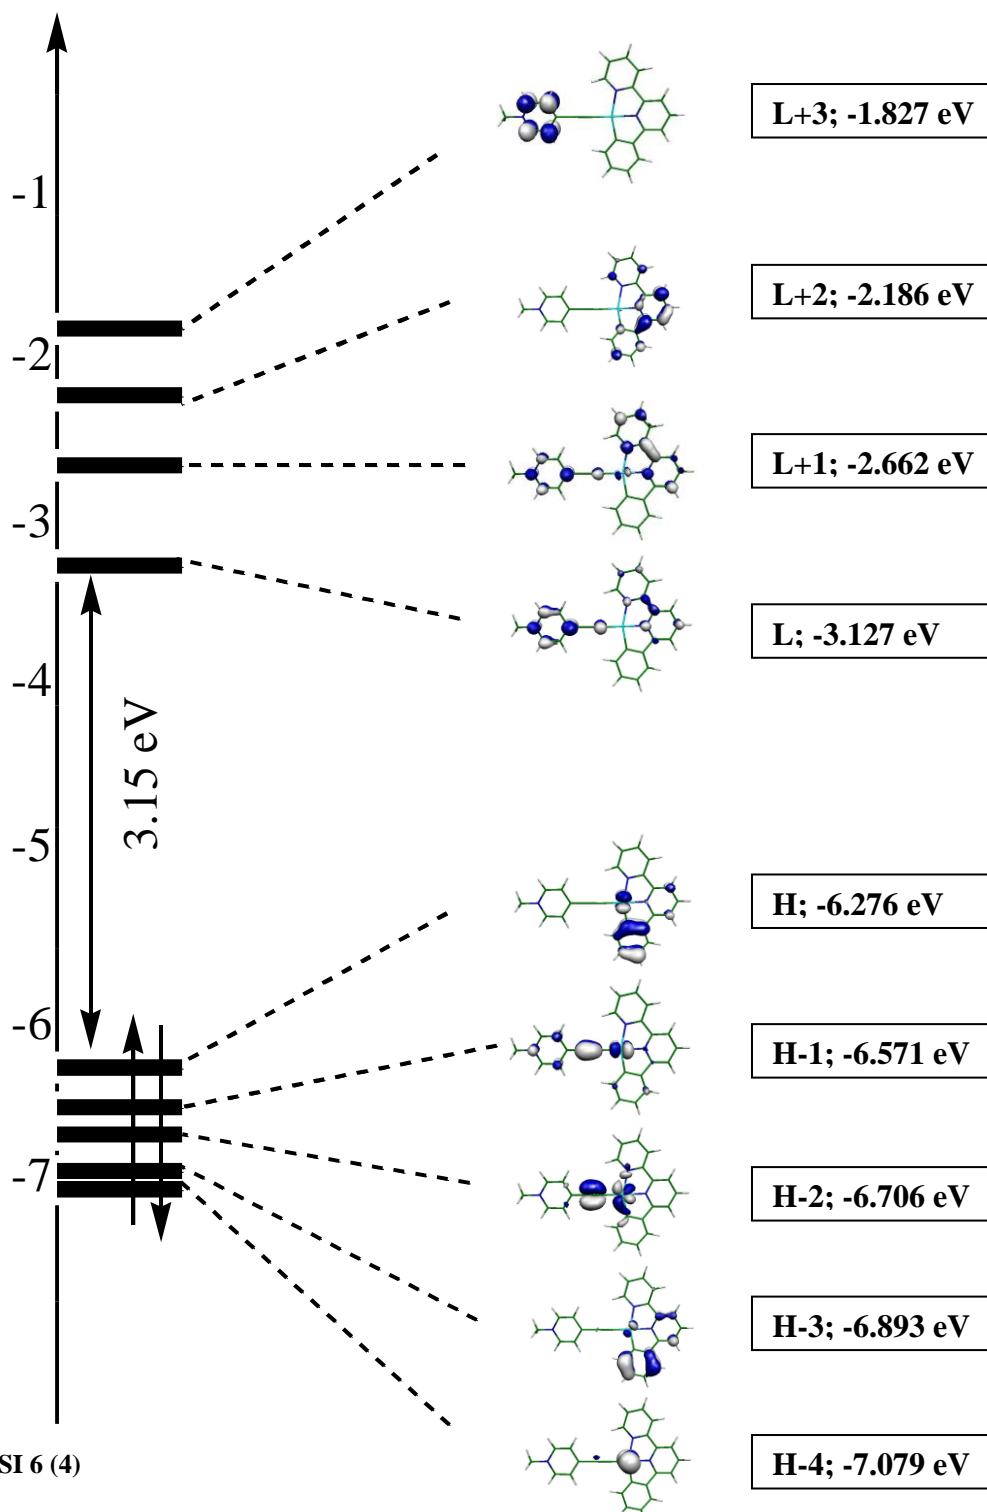 L+3; -1.827 eV
-1
L+2; -2.186 eV
-2
L+1; -2.662 eV
-3
L; -3.127 eV
-4
3.15 eV
-5
H; -6.276 eV
-6
H-1; -6.571 eV
-7
H-2; -6.706 eV
H-3; -6.893 eV
SI 6 (4)
H-4; -7.079 eV